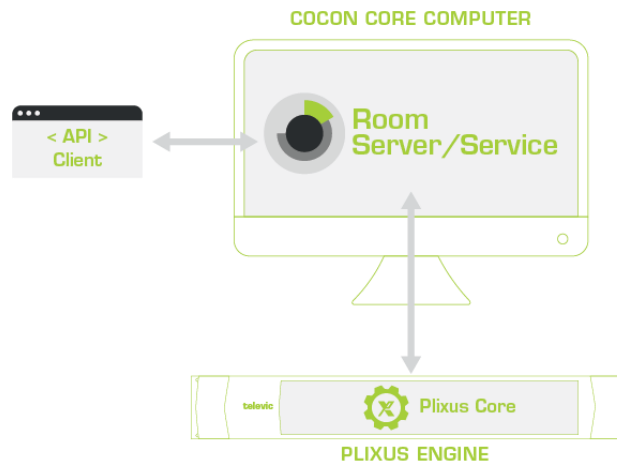 COCON CORE COMPUTER
< API >
Client
Room
Server/Service
televic
Plixus Core
PLIXUS ENGINE